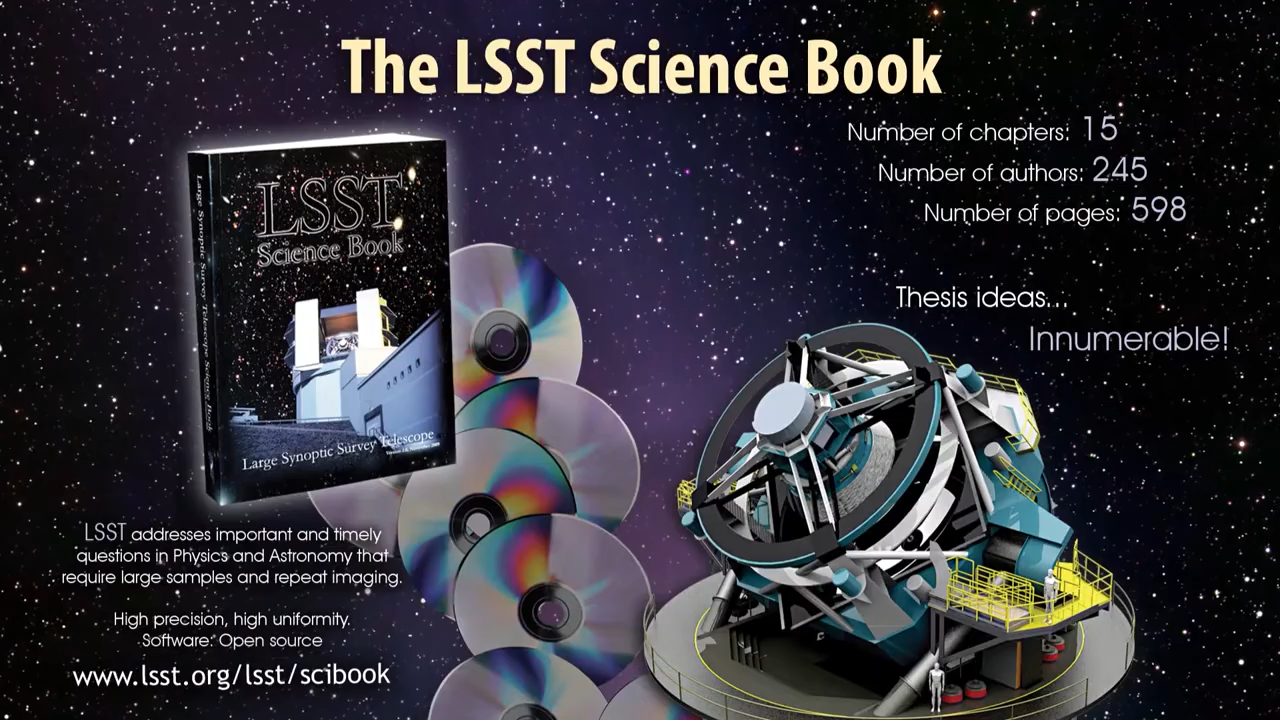 The LSST Science Book
Number of chapters: 15
Number of authors: 245
Number of pages: 598
Thesis ideas...
Innumerable!
LSST
Science Book
Large Synoptic Survey Telescope
Large Synoptic Survey Telescope Science Book
LSST addresses important and timely
questions in Physics and Astronomy that
require large samples and repeat imaging.
High precision, high uniformity.
Software: Open source
www.lsst.org/lsst/scibook